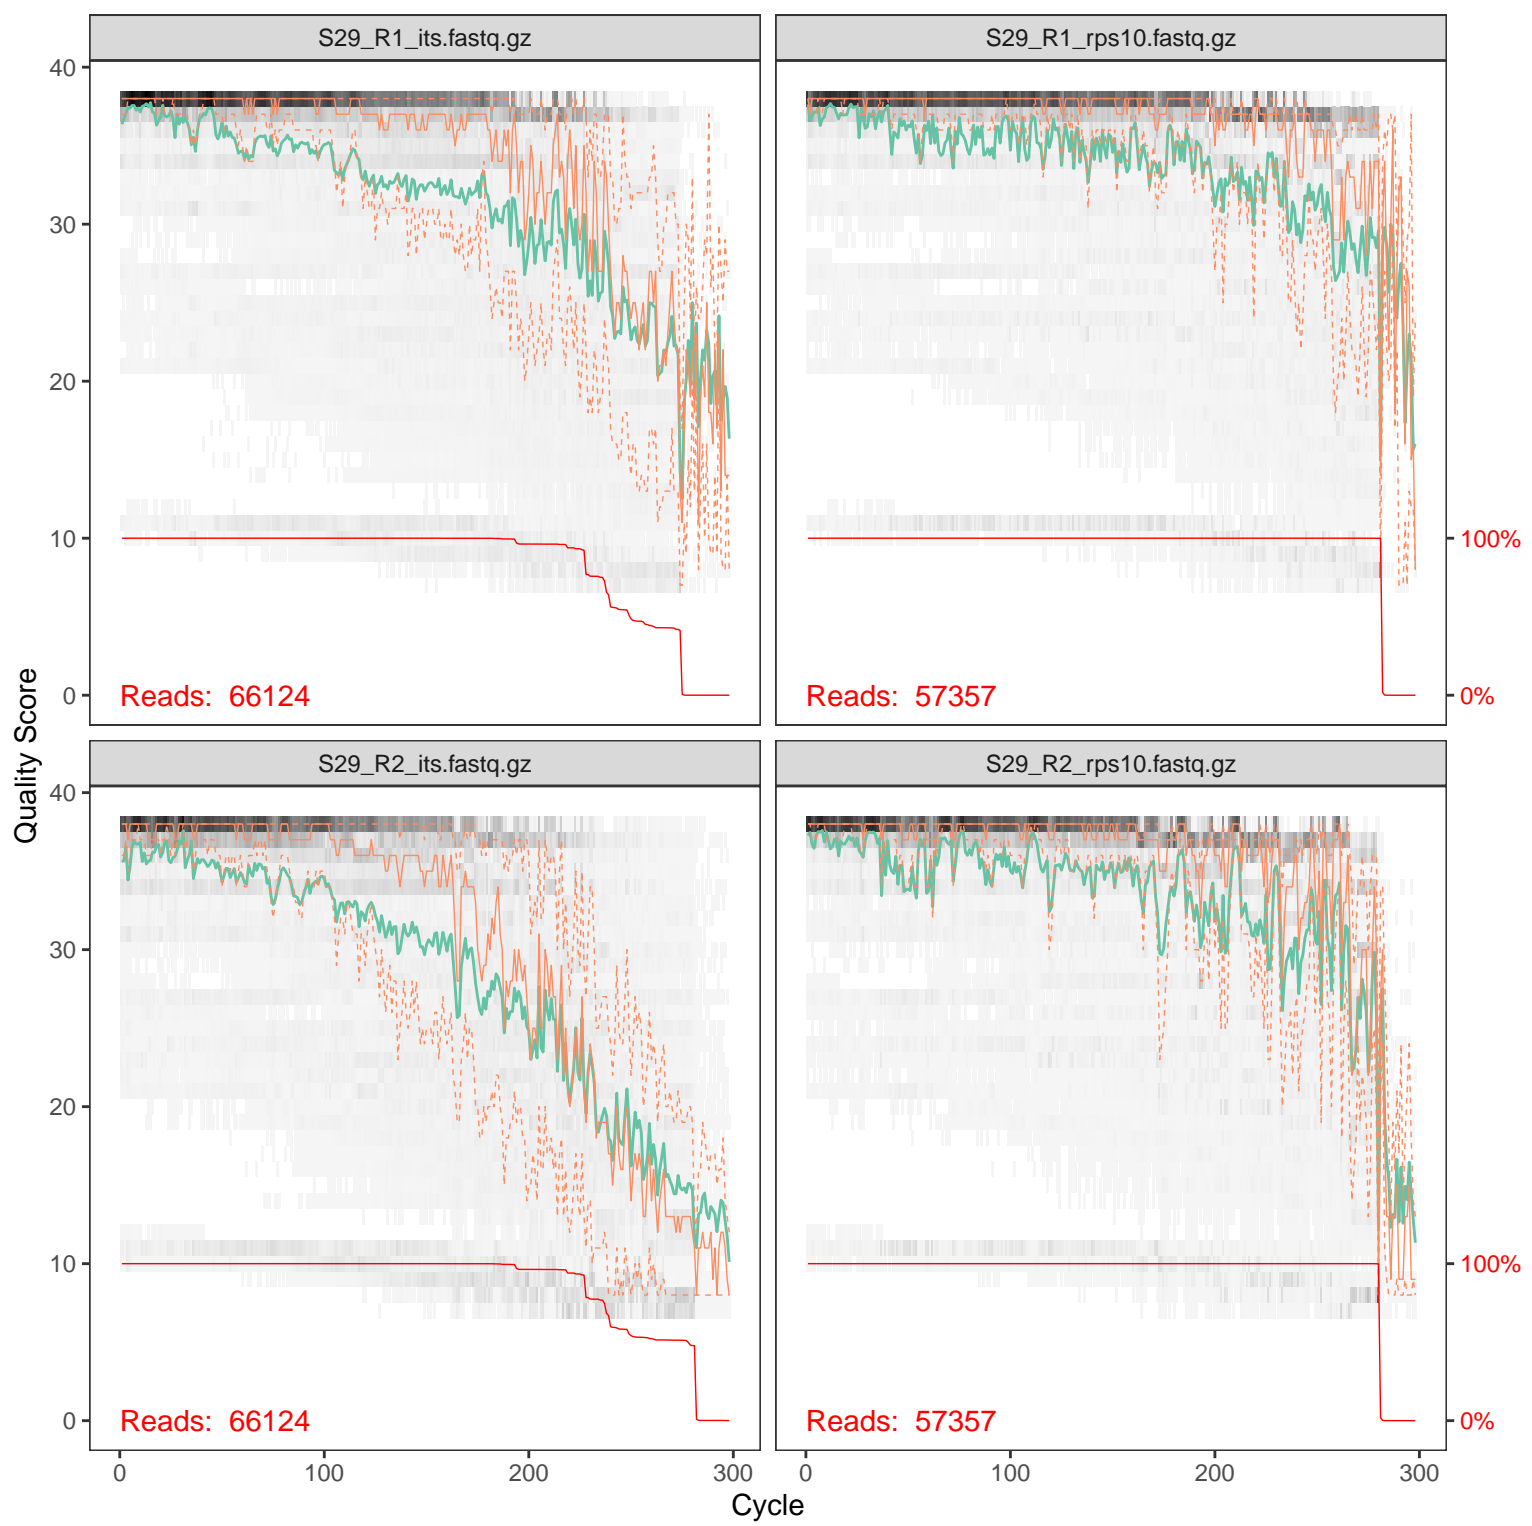 S29_R1_its.fastq.gz
S29_R1_rps10.fastq.gz
40
30
20
10
0
100%
0%
Reads: 66124
Reads: 57357
S29_R2_its.fastq.gz
S29_R2_rps10.fastq.gz
40
30
20
10
0
100%
0%
Reads: 66124
Reads: 57357
0
100
200
300
0
100
200
300
Cycle
Quality Score